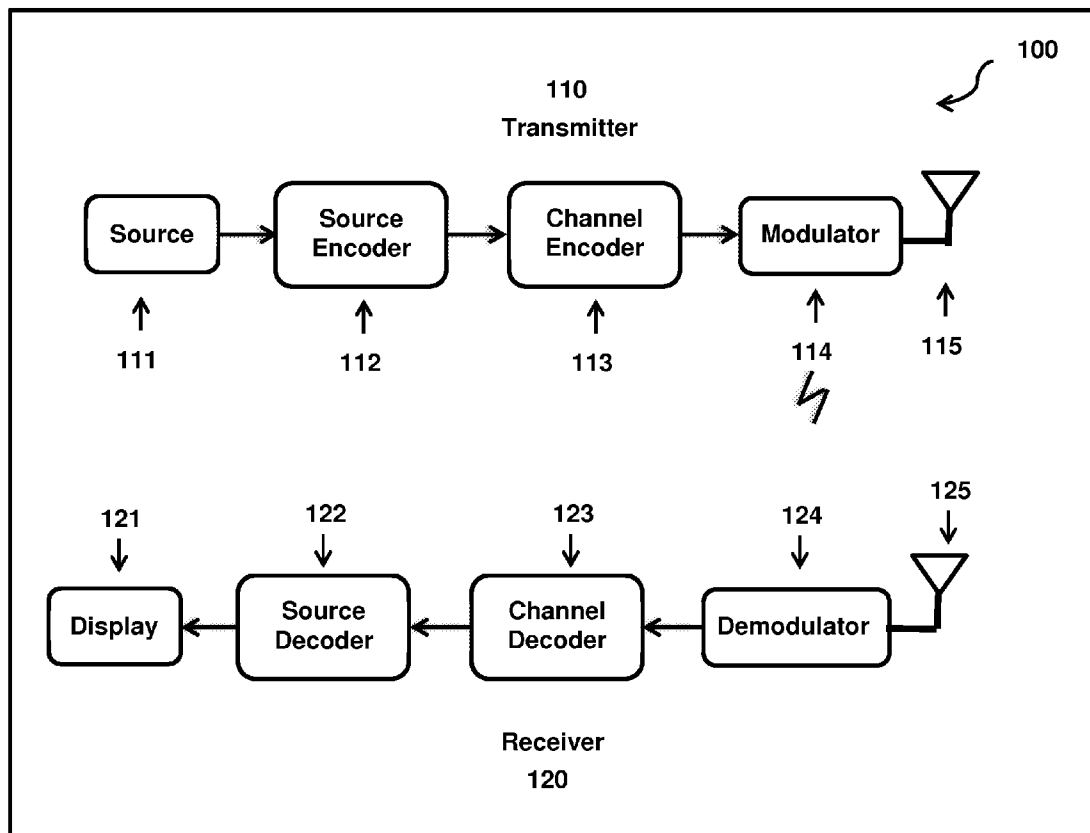 100
110
Transmitter
Source
Source
Encoder
Channel
Encoder
Modulator
111
112
113
114
115
121
122
123
124
125
Display
Source
Decoder
Channel
Decoder
Demodulator
Receiver
120